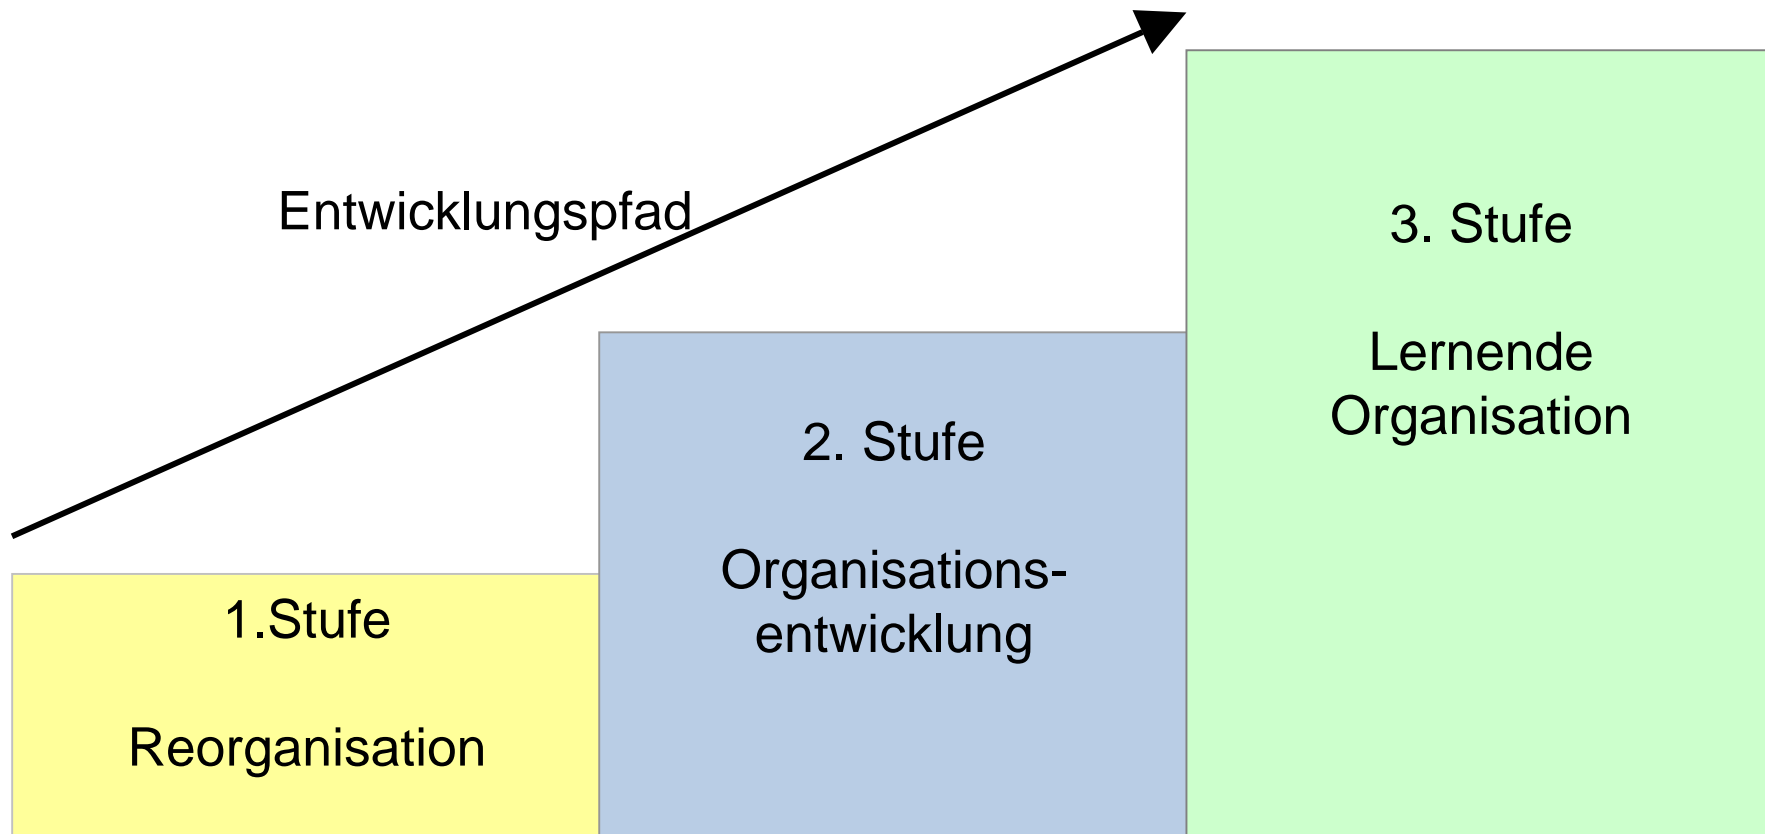 Entwicklungspfad
1.Stufe
Reorganisation
2. Stufe
Organisations-
entwicklung
3. Stufe
Lernende
Organisation